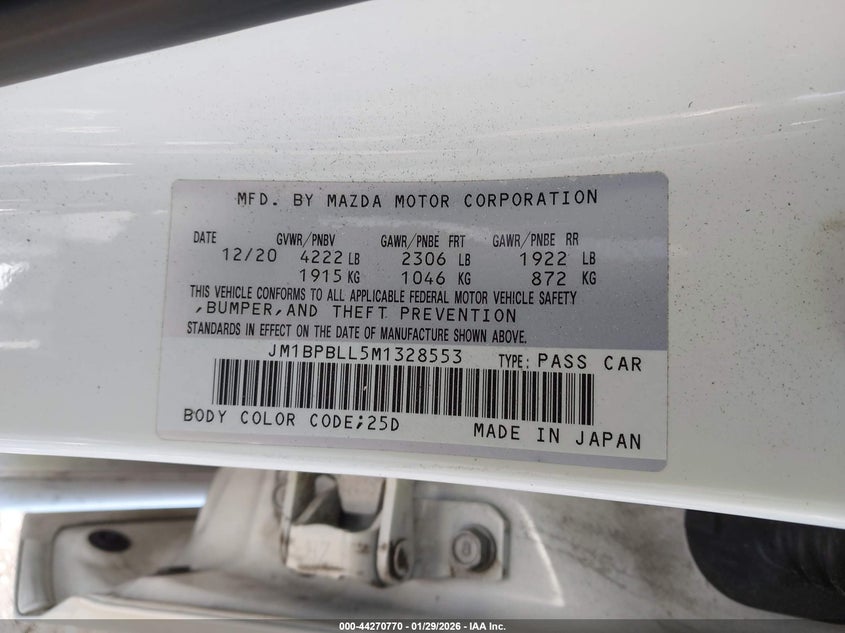 MFD. BY MAZDA MOTOR CORPORATION
DATE GVWR/PNBV GAWR/PNBE FRT GAWR/PNBE RR
12/20 4222 LB 2306 LB 1922 LB
1915 KG 1046 KG 872 KG
THIS VEHICLE CONFORMS TO ALL APPLICABLE FEDERAL MOTOR VEHICLE SAFETY
,BUMPER,AND THEFT PREVENTION
STANDARDS IN EFFECT ON THE DATE OF MANUFACTURE SHOWN ABOVE.
JM1BPBLL5M1328553 TYPE: PASS CAR
BODY COLOR CODE;25D
MADE IN JAPAN
000-44270770 - 01/29/2026 - IAA Inc.